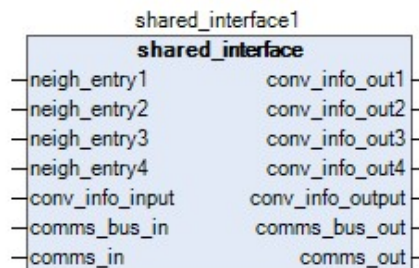 shared_interface1
shared_interface
neigh_entry1 conv_info_out1
neigh_entry2 conv_info_out2
neigh_entry3 conv_info_out3
neigh_entry4 conv_info_out4
conv_info_input conv_info_output
comms_bus_in comms_bus_out
comms_in comms_out